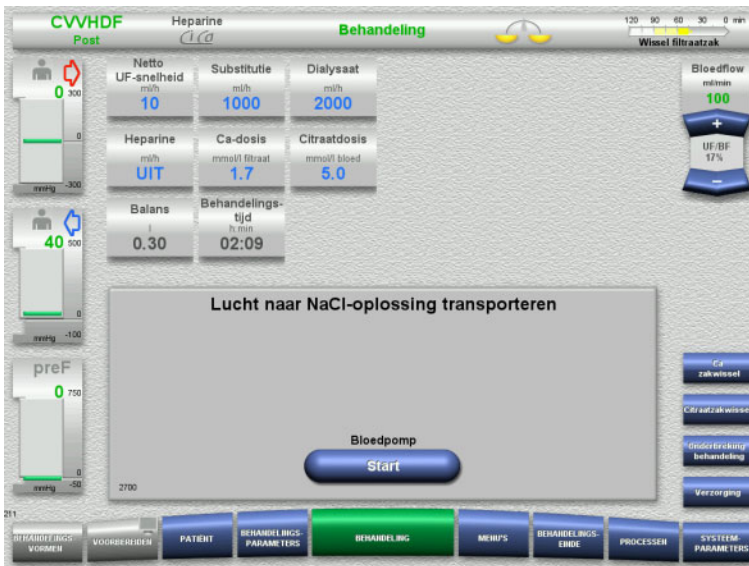 CVVHDF
Post
Heparine
CiCa
Behandeling
120 90 60 30 0 min
Wissel filtraatzak
0
300
0
-300
mmHg
40
500
0
-100
mmHg
preF
0
750
0
-50
mmHg
Netto
UF-snelheid
ml/h
10
Substitutie
ml/h
1000
Dialysaat
ml/h
2000
Heparine
ml/h
UIT
Ca-dosis
mmol/l filtraat
1.7
Citraatdosis
mmol/l bloed
5.0
Balans
l
0.30
Behandelings-
tijd
h:min
02:09
Bloedflow
ml/min
100
+
UF/BF
17%
−
Lucht naar NaCl-oplossing transporteren
Bloedpomp
Start
2700
Ca
zakwissel
Citraatzakwissel
Onderbreking
behandeling
Verzorging
211
BEHANDELINGS-
VORMEN
VOORBEREIDEN
PATIËNT
BEHANDELINGS-
PARAMETERS
BEHANDELING
MENU'S
BEHANDELINGS-
EINDE
PROCESSEN
SYSTEEM-
PARAMETERS